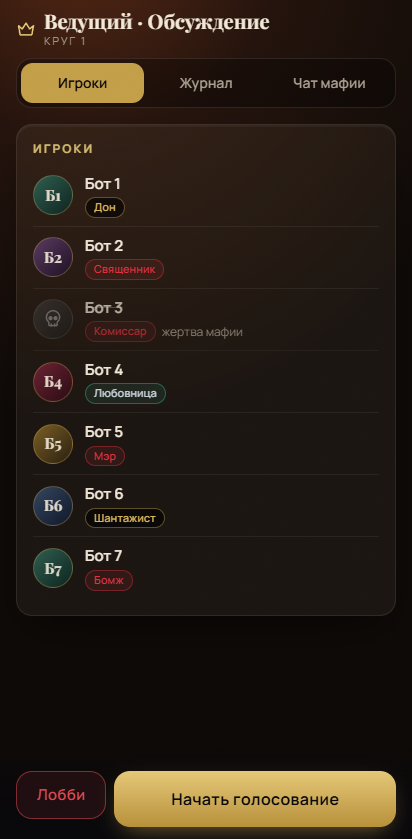 Ведущий · Обсуждение
КРУГ 1
Игроки
Журнал
Чат мафии
ИГРОКИ
Б1
Бот 1
Дон
Б2
Бот 2
Священник
Бот 3
Комиссар жертва мафии
Б4
Бот 4
Любовница
Б5
Бот 5
Мэр
Б6
Бот 6
Шантажист
Б7
Бот 7
Бомж
Лобби
Начать голосование